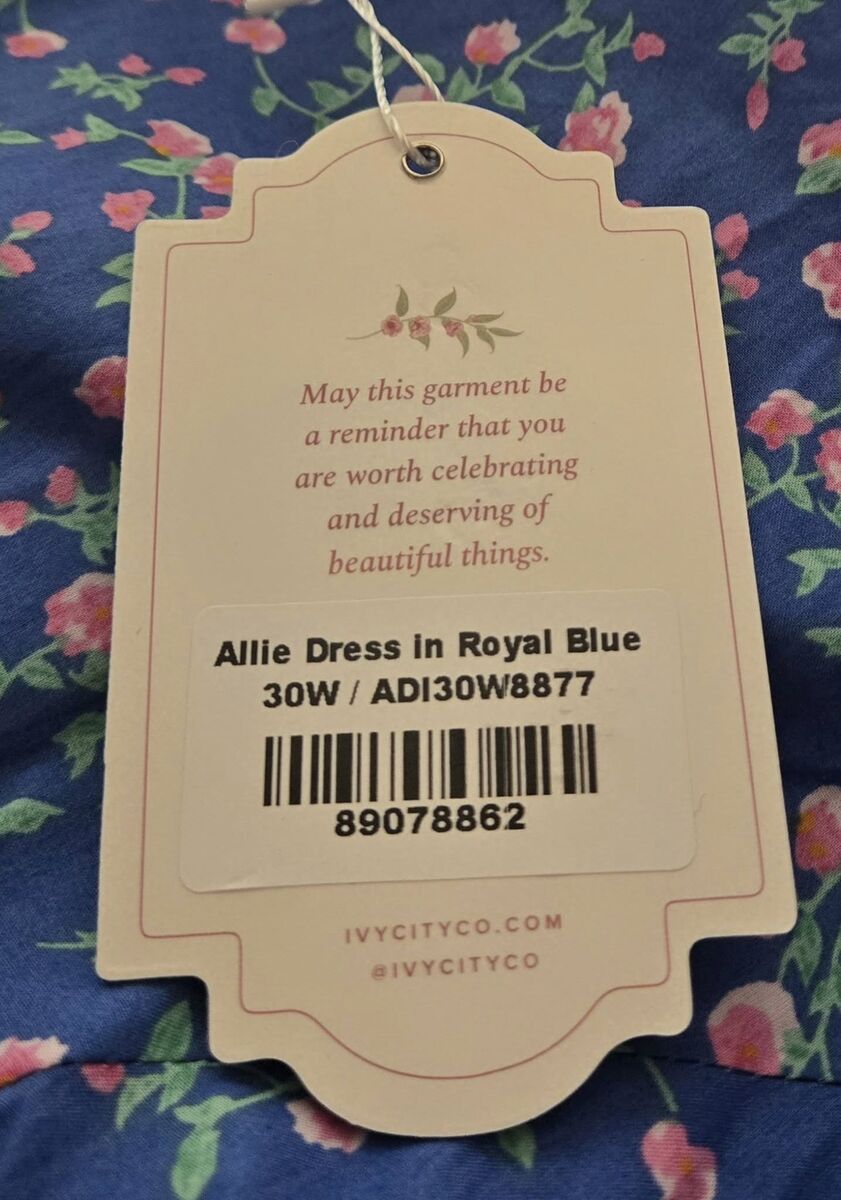 May this garment be
a reminder that you
are worth celebrating
and deserving of
beautiful things.
Allie Dress in Royal Blue
30W / ADI30W8877
89078862
IVYCITYCO.COM
@IVYCITYCO